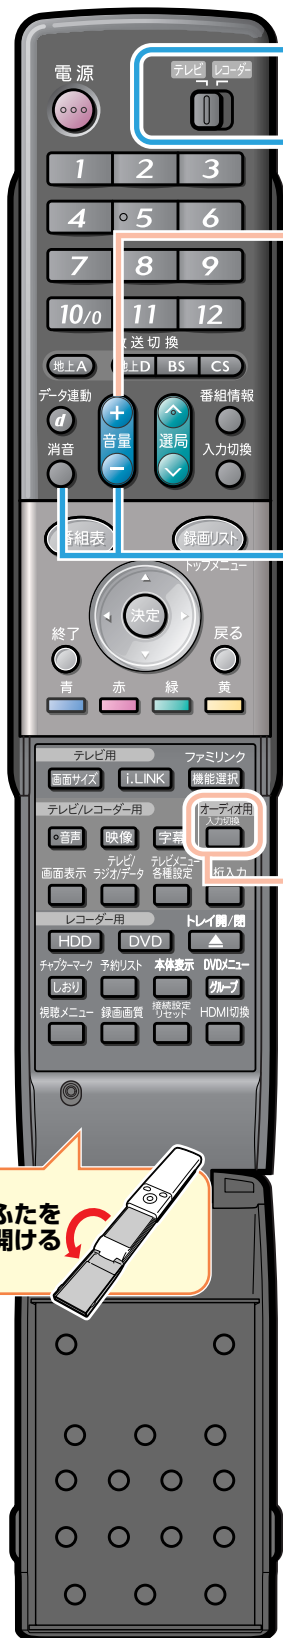 電源
テレビ レコーダー
1 2 3
4 5 6
7 8 9
10/0 11 12
放送切換
地上A 地上D BS CS
データ連動 番組情報
d + 音量 − 選局
消音 入力切換
番組表 録画リスト
トップメニュー
決定
終了 戻る
青 赤 緑 黄
テレビ用 ファミリンク
画面サイズ i.LINK 機能選択
テレビ/レコーダー用 オーディオ用
入力切換
音声 映像 字幕
画面表示 テレビ/ラジオ/データ テレビメニュー 各種設定 桁入力
レコーダー用 トレイ開/閉
HDD DVD
チャプターマーク 予約リスト 本体表示 DVDメニュー
しおり グループ
視聴メニュー 録画画質 接続設定リセット HDMI切換
ふたを
開ける